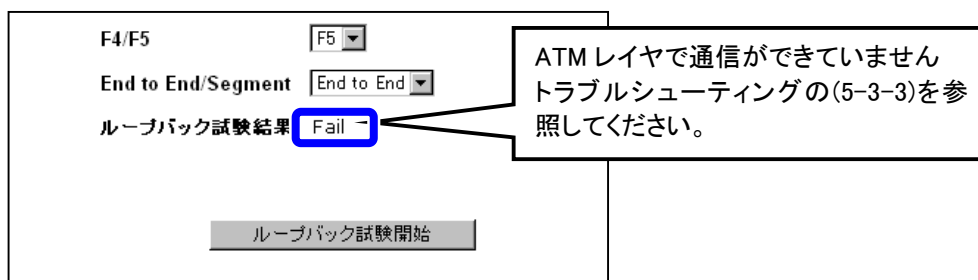 F4/F5 F5
End to End/Segment End to End
ループバック試験結果 Fail
ループバック試験開始
ATMレイヤで通信ができていません
トラブルシューティングの(5-3-3)を参
照してください。